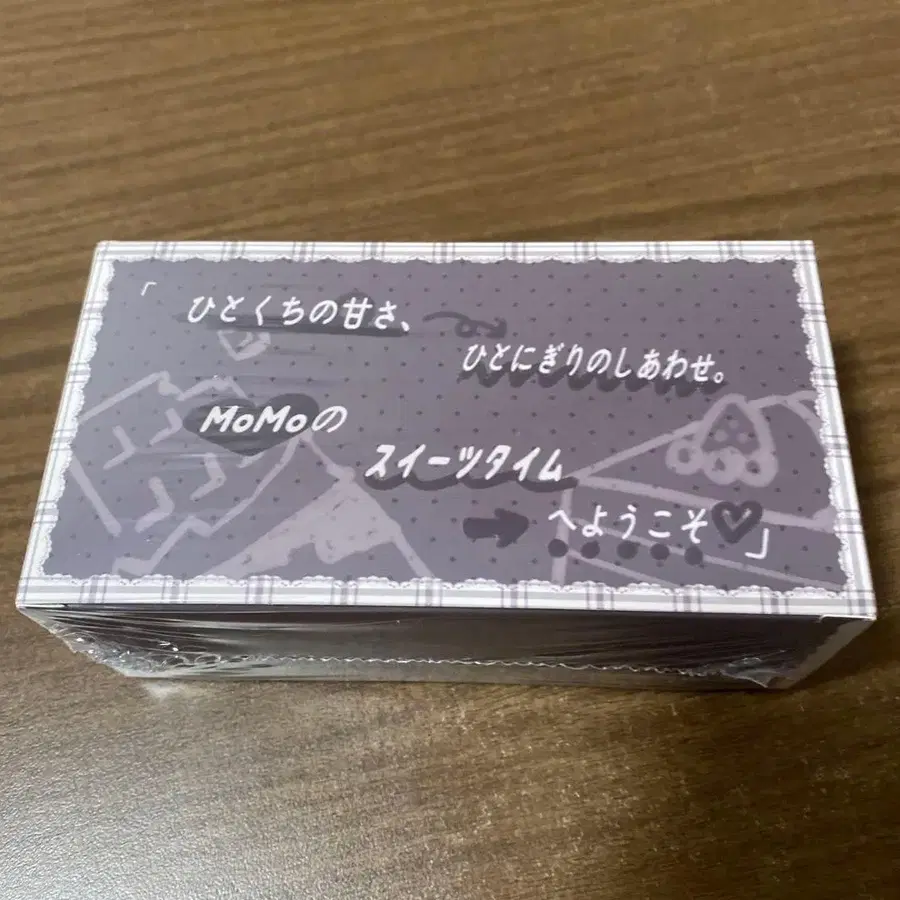 「ひとくちの甘さ、
ひとにぎりのしあわせ。
MoMoの
スイーツタイム
へようこそ♡」